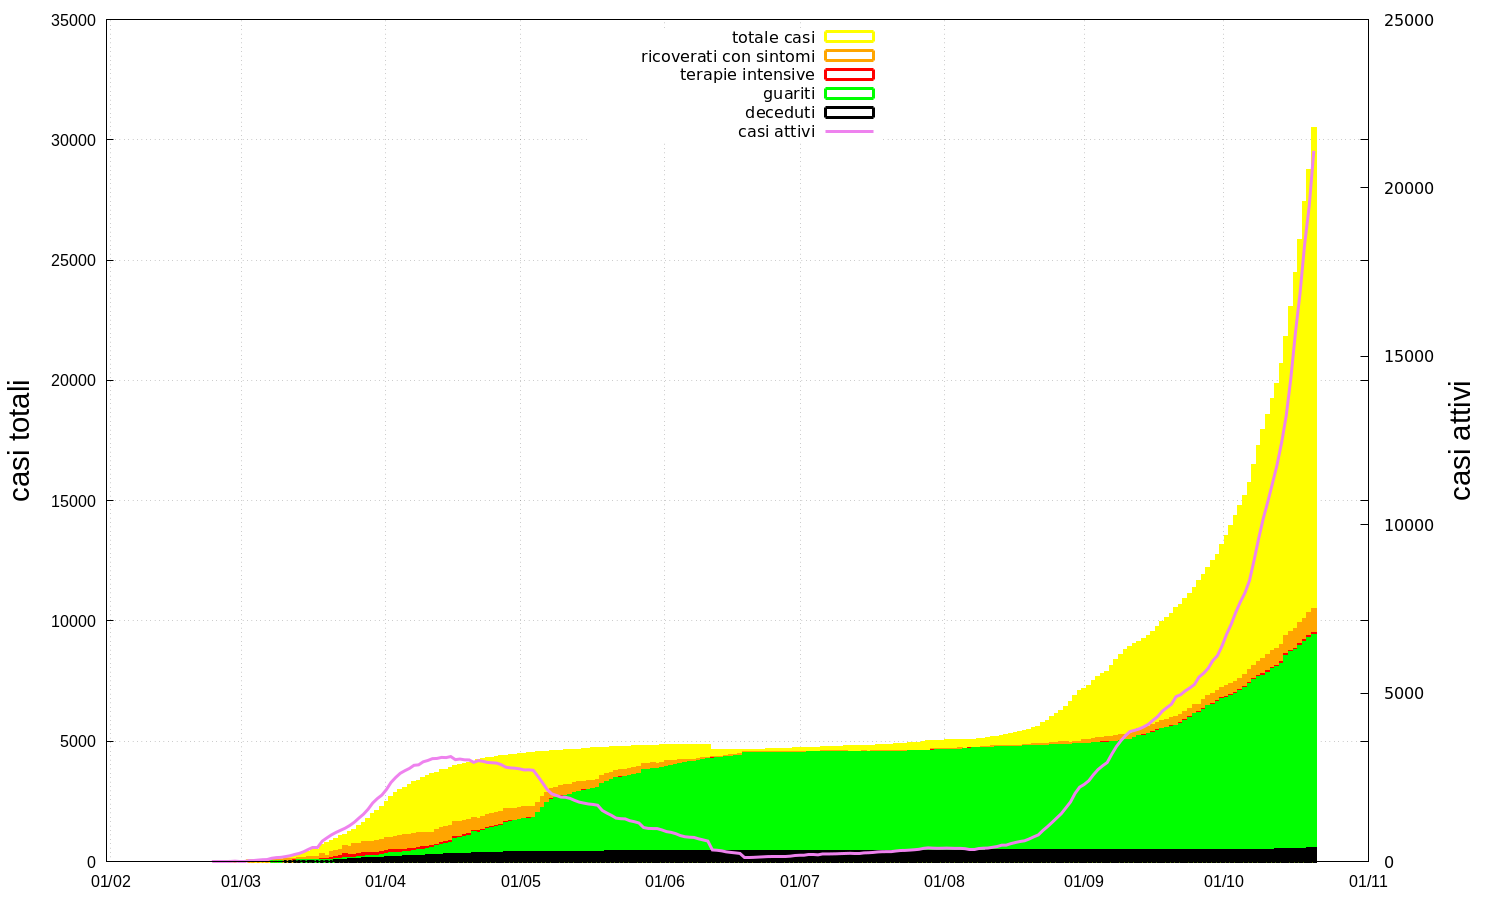 35000
30000
25000
20000
15000
10000
5000
0
casi totali
totale casi
ricoverati con sintomi
terapie intensive
guariti
deceduti
casi attivi
25000
20000
15000
10000
5000
0
casi attivi
01/02 01/03 01/04 01/05 01/06 01/07 01/08 01/09 01/10 01/11